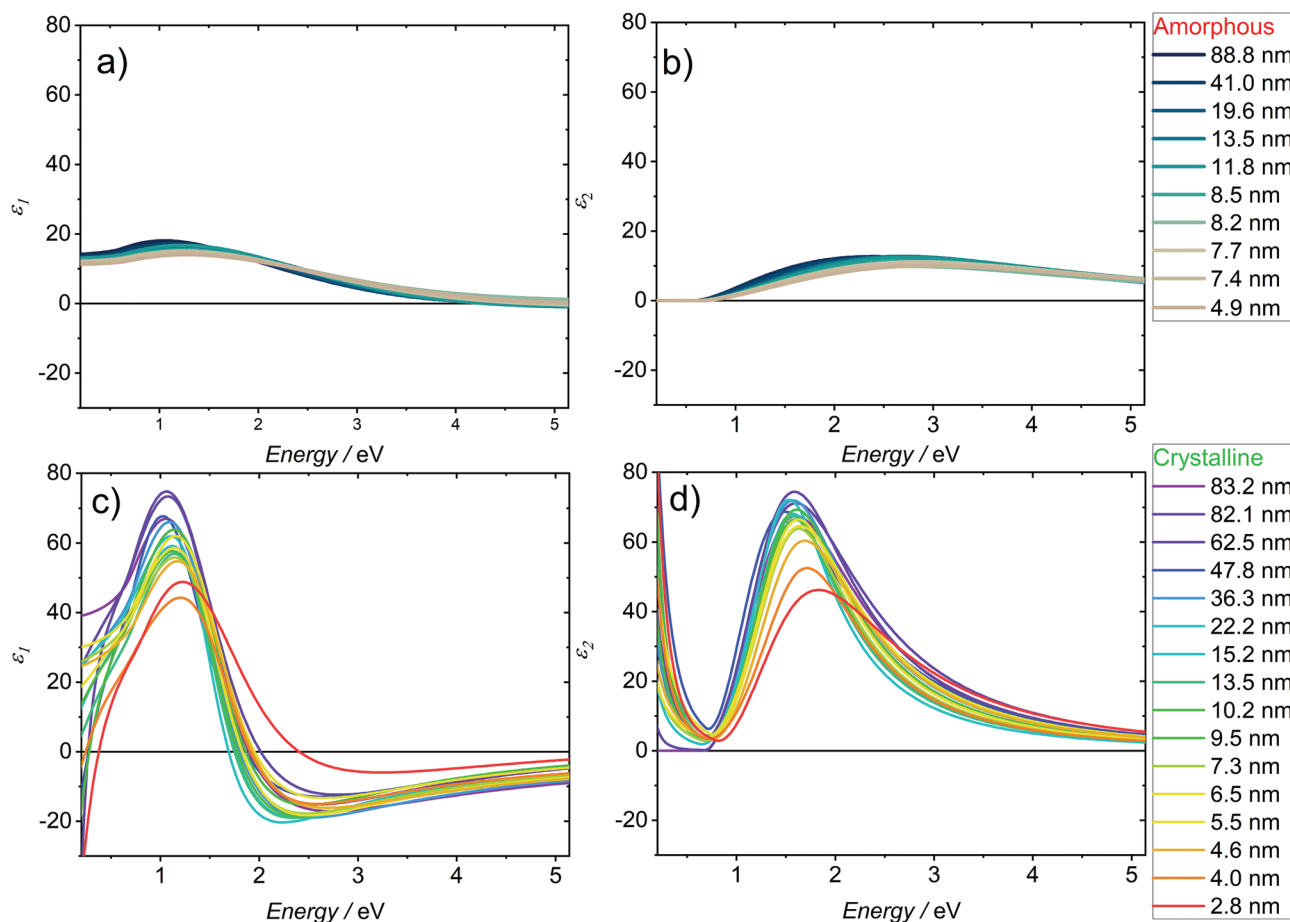 a)
80
60
40
20
0
-20
ε1
1
2
3
4
5
Energy / eV
b)
80
60
40
20
0
-20
ε2
1
2
3
4
5
Energy / eV
Amorphous
88.8 nm
41.0 nm
19.6 nm
13.5 nm
11.8 nm
8.5 nm
8.2 nm
7.7 nm
7.4 nm
4.9 nm
c)
80
60
40
20
0
-20
ε1
1
2
3
4
5
Energy / eV
d)
80
60
40
20
0
-20
ε2
1
2
3
4
5
Energy / eV
Crystalline
83.2 nm
82.1 nm
62.5 nm
47.8 nm
36.3 nm
22.2 nm
15.2 nm
13.5 nm
10.2 nm
9.5 nm
7.3 nm
6.5 nm
5.5 nm
4.6 nm
4.0 nm
2.8 nm